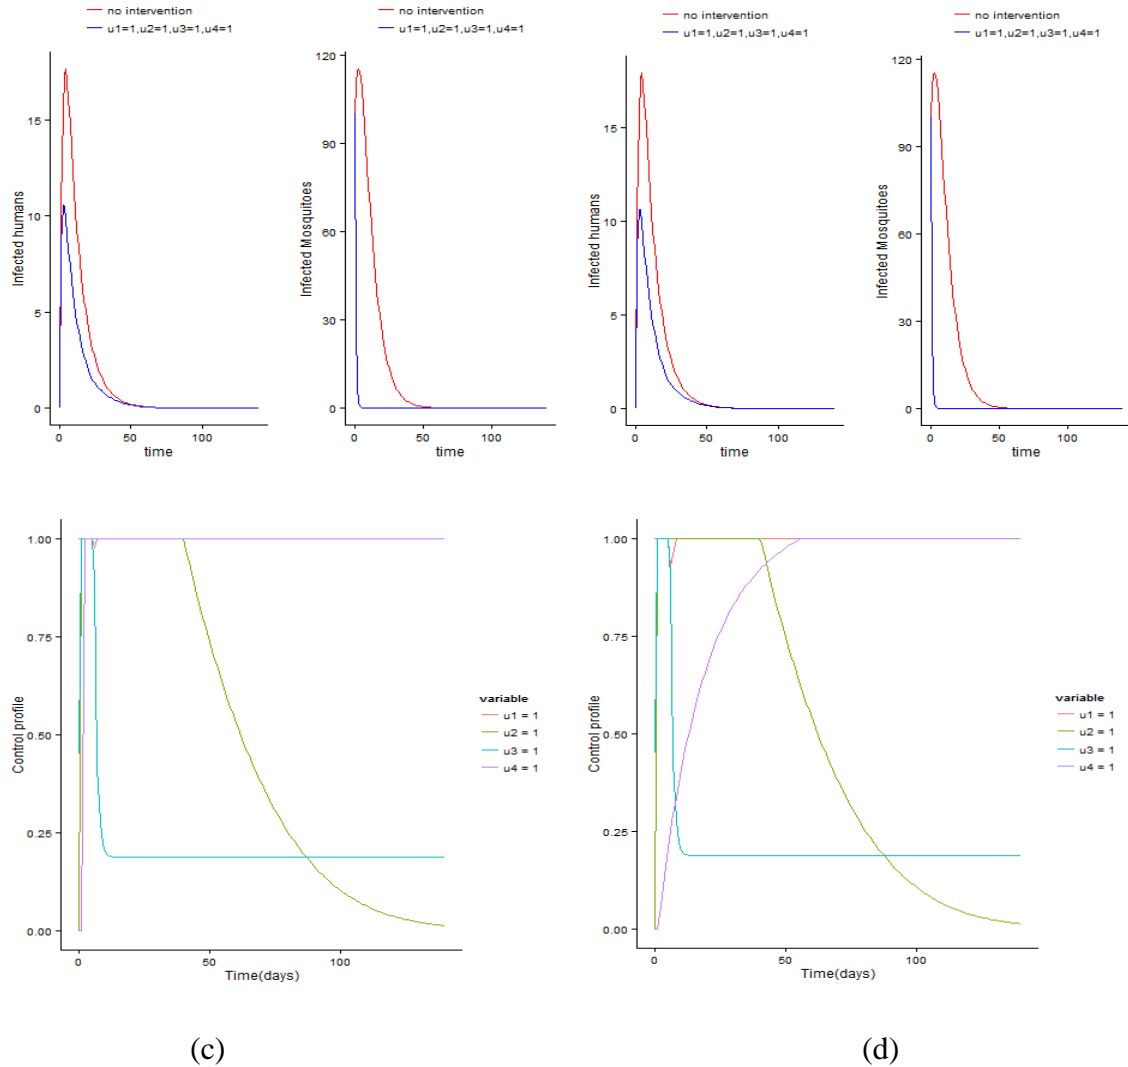 no intervention
u1=1,u2=1,u3=1,u4=1
no intervention
u1=1,u2=1,u3=1,u4=1
no intervention
u1=1,u2=1,u3=1,u4=1
no intervention
u1=1,u2=1,u3=1,u4=1
Infected humans
15
10
5
0
0
50
100
time
Infected Mosquitoes
120
90
60
30
0
0
50
100
time
Infected humans
15
10
5
0
0
50
100
time
Infected Mosquitoes
120
90
60
30
0
0
50
100
time
Control profile
1.00
0.75
0.50
0.25
0.00
0
50
100
Time(days)
variable
u1 = 1
u2 = 1
u3 = 1
u4 = 1
Control profile
1.00
0.75
0.50
0.25
0.00
0
50
100
Time(days)
variable
u1 = 1
u2 = 1
u3 = 1
u4 = 1
(c)
(d)